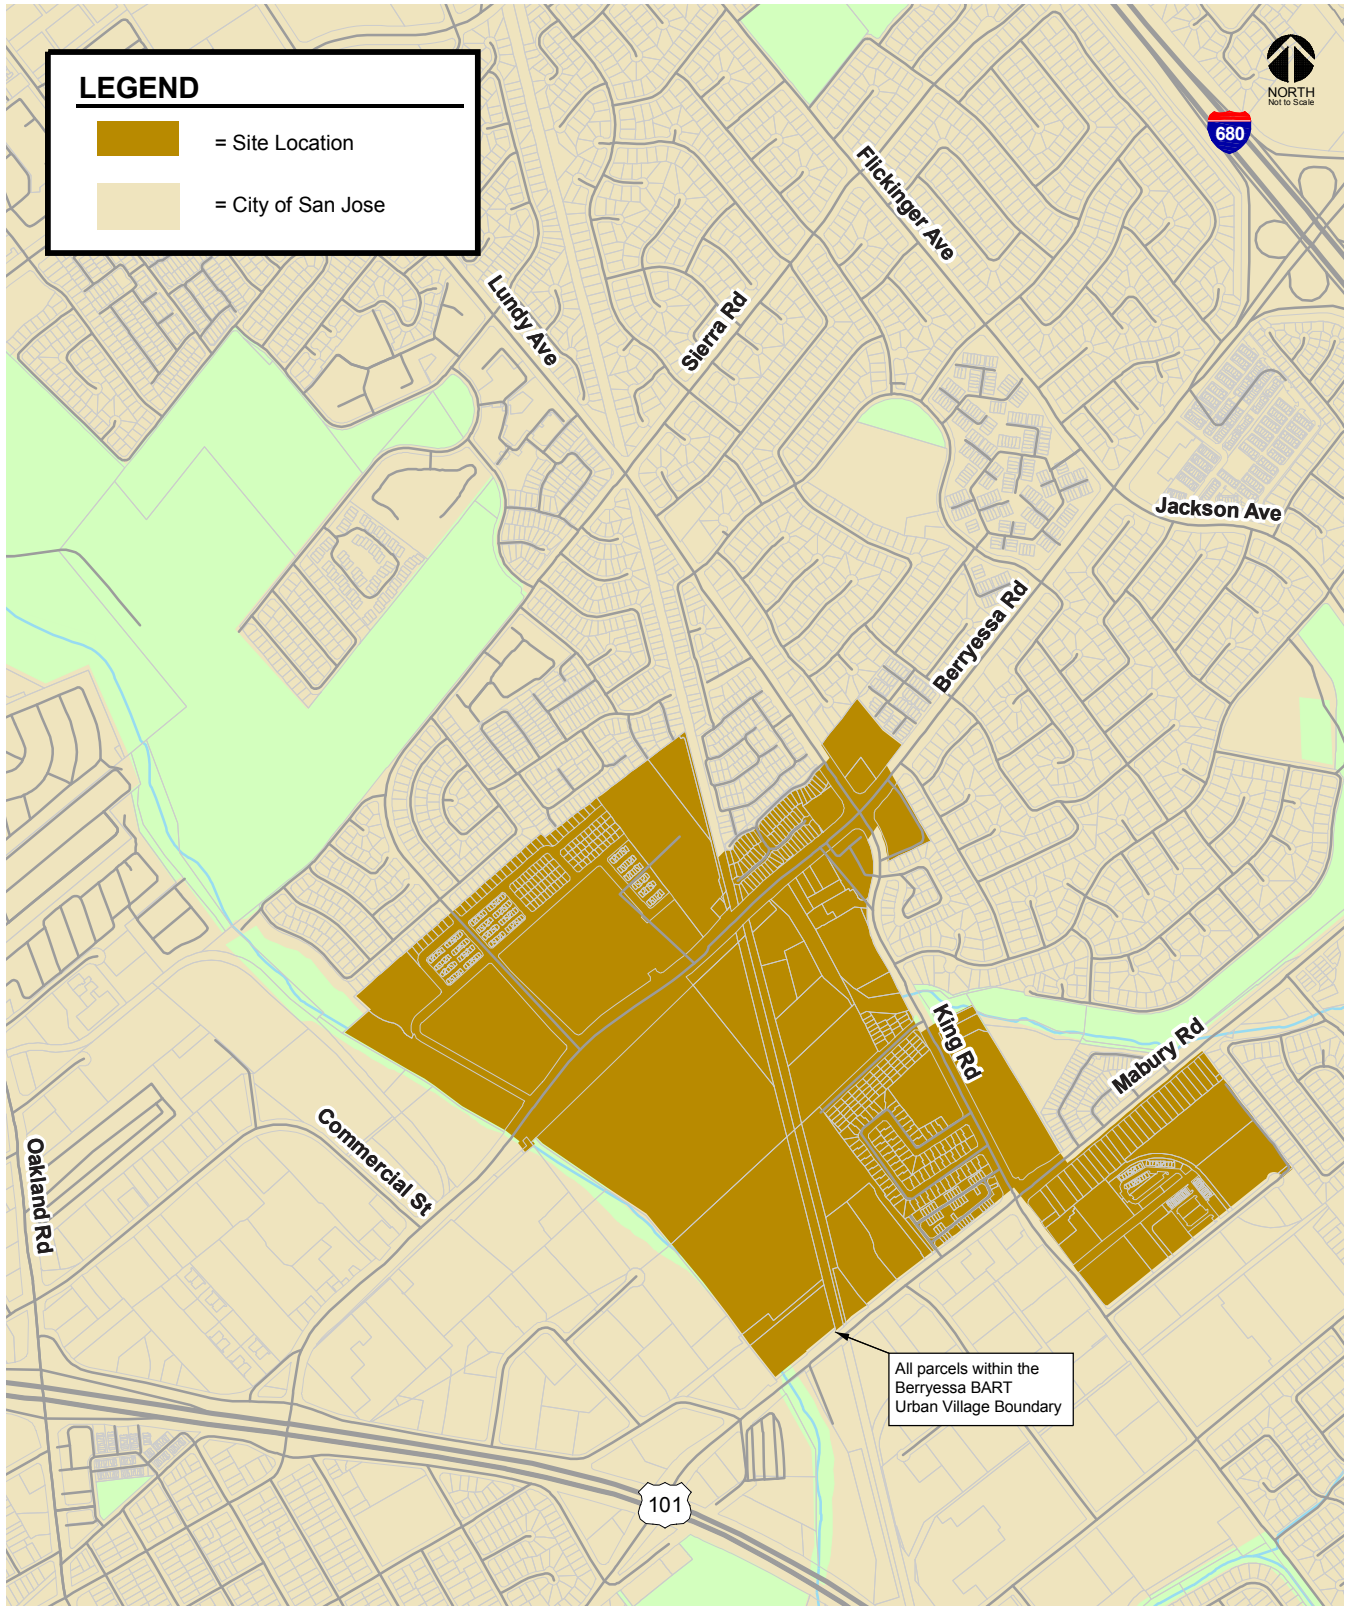 LEGEND
= Site Location
= City of San Jose
NORTH
Not to Scale
680
Flickinger Ave
Lundy Ave
Sierra Rd
Jackson Ave
Berryessa Rd
King Rd
Mabury Rd
Commercial St
Oakland Rd
All parcels within the
Berryessa BART
Urban Village Boundary
101